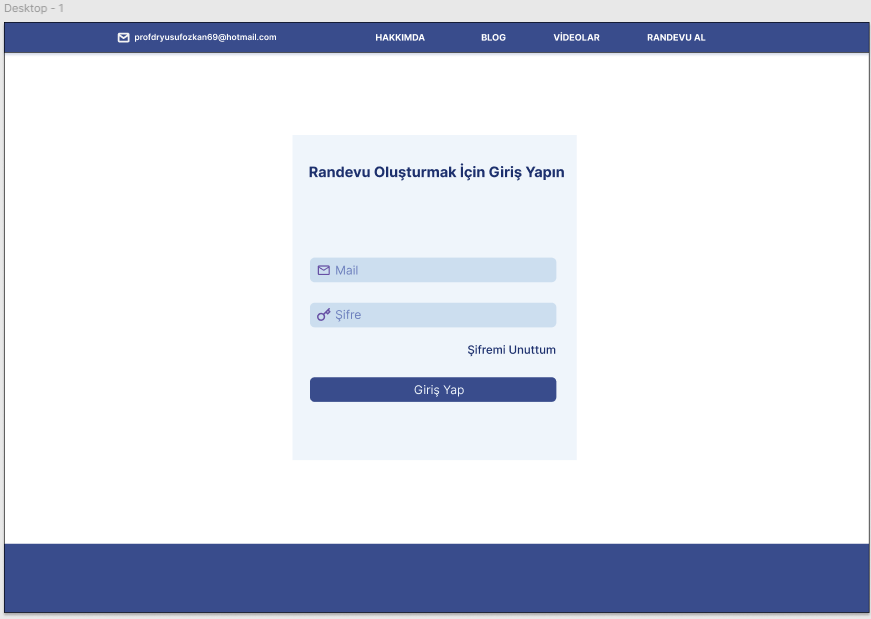 Desktop - 1
profdryusufozkan69@hotmail.com HAKKIMDA BLOG VİDEOLAR RANDEVU AL
Randevu Oluşturmak İçin Giriş Yapın
Mail
Şifre
Şifremi Unuttum
Giriş Yap